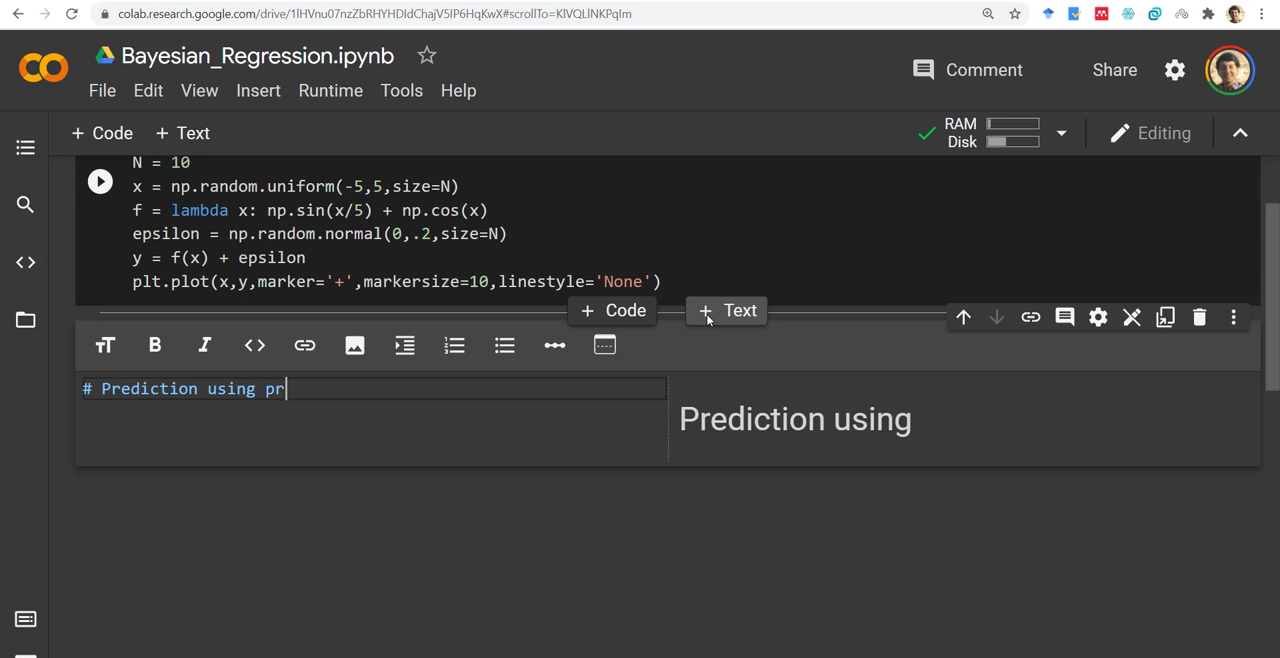 colab.research.google.com/drive/1lHVnu07nzZbRHYHDIdChajV5IP6HqKwX#scrollTo=KlVQLlNKPqIm
Bayesian_Regression.ipynb
Comment
Share
File Edit View Insert Runtime Tools Help
+ Code + Text
RAM
Disk
Editing
N = 10
x = np.random.uniform(-5,5,size=N)
f = lambda x: np.sin(x/5) + np.cos(x)
epsilon = np.random.normal(0,.2,size=N)
y = f(x) + epsilon
plt.plot(x,y,marker='+',markersize=10,linestyle='None')
+ Code + Text
# Prediction using pr
Prediction using